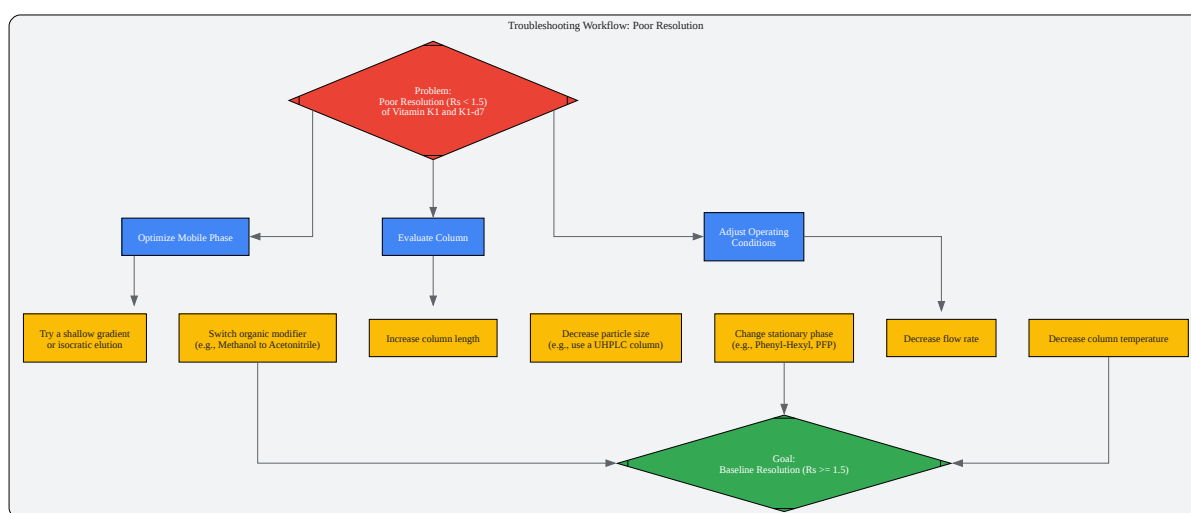 Troubleshooting Workflow: Poor Resolution
Problem:
Poor Resolution (Rs < 1.5)
of Vitamin K1 and K1-d7
Optimize Mobile Phase
Evaluate Column
Adjust Operating
Conditions
Try a shallow gradient
or isocratic elution
Switch organic modifier
(e.g., Methanol to Acetonitrile)
Increase column length
Decrease particle size
(e.g., use a UHPLC column)
Change stationary phase
(e.g., Phenyl-Hexyl, PFP)
Decrease flow rate
Decrease column temperature
Goal:
Baseline Resolution (Rs >= 1.5)